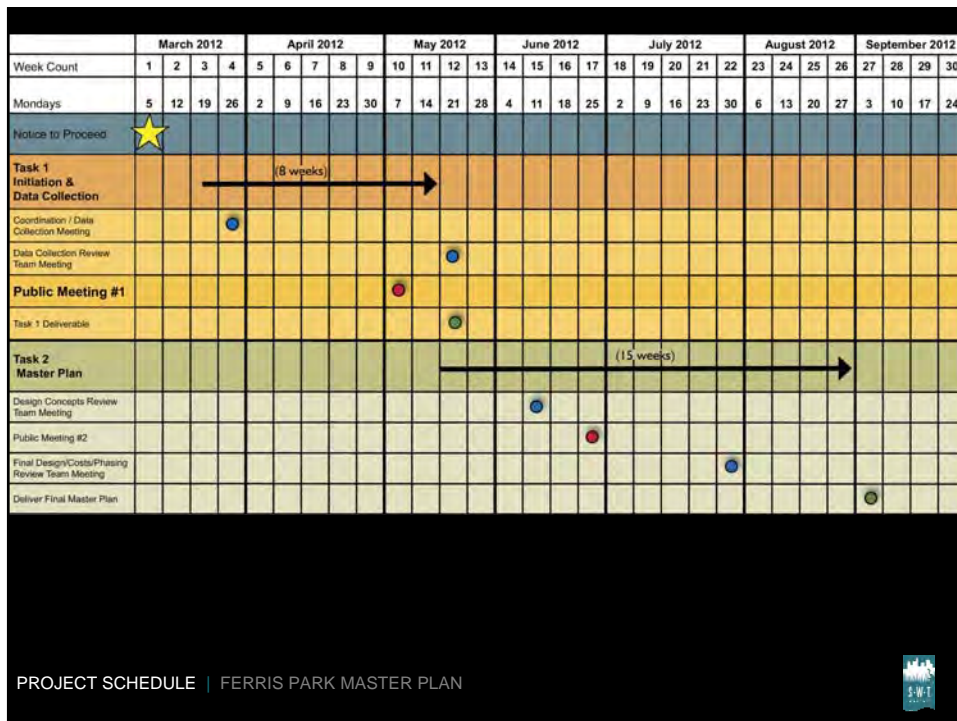 March 2012 April 2012 May 2012 June 2012 July 2012 August 2012 September 2012
Week Count 1 2 3 4 5 6 7 8 9 10 11 12 13 14 15 16 17 18 19 20 21 22 23 24 25 26 27 28 29 30
Mondays 5 12 19 26 2 9 16 23 30 7 14 21 28 4 11 18 25 2 9 16 23 30 6 13 20 27 3 10 17 24
Notice to Proceed
Task 1
Initiation &
Data Collection
(8 weeks)
Coordination / Data
Collection Meeting
Data Collection Review
Team Meeting
Public Meeting #1
Task 1 Deliverable
Task 2
Master Plan
(15 weeks)
Design Concepts Review
Team Meeting
Public Meeting #2
Final Design/Costs/Phasing
Review Team Meeting
Deliver Final Master Plan
PROJECT SCHEDULE | FERRIS PARK MASTER PLAN
S·W·T